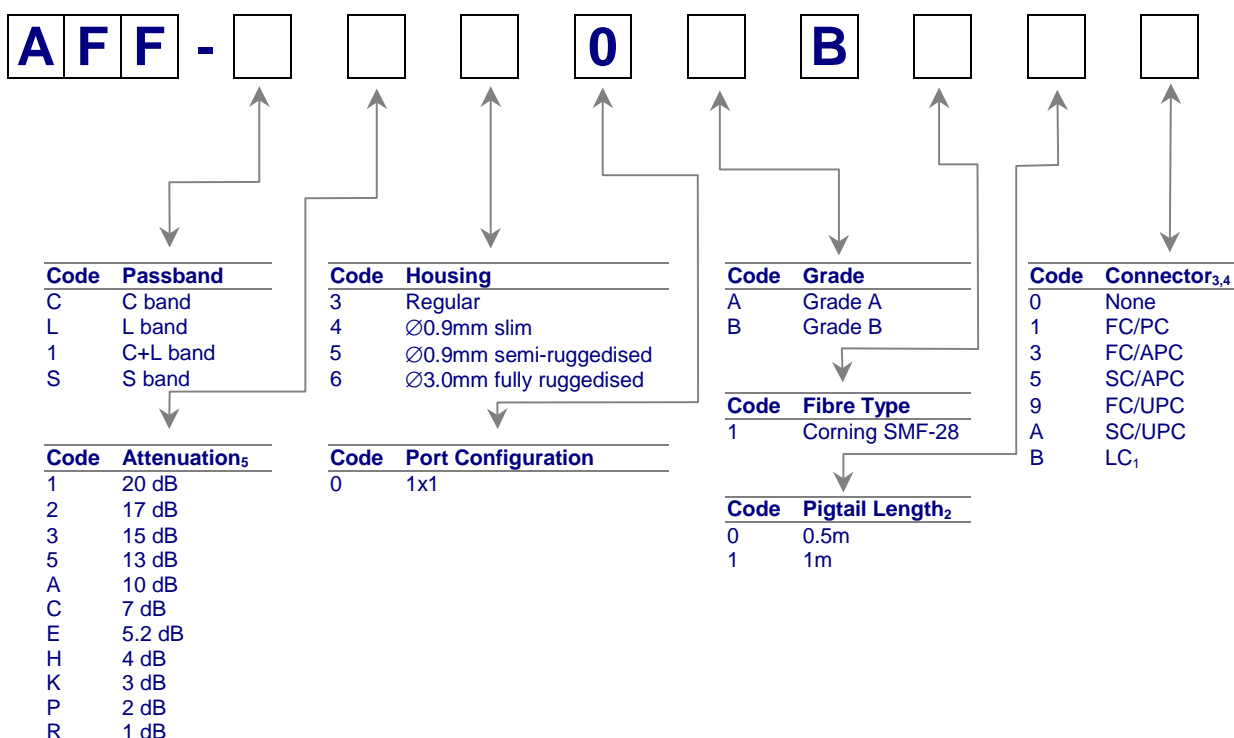 AFF - 0 B
Code Passband
C C band
L L band
1 C+L band
S S band
Code Attenuation5
1 20 dB
2 17 dB
3 15 dB
5 13 dB
A 10 dB
C 7 dB
E 5.2 dB
H 4 dB
K 3 dB
P 2 dB
R 1 dB
Code Housing
3 Regular
4 ∅0.9mm slim
5 ∅0.9mm semi-ruggedised
6 ∅3.0mm fully ruggedised
Code Port Configuration
0 1x1
Code Grade
A Grade A
B Grade B
Code Fibre Type
1 Corning SMF-28
Code Pigtail Length2
0 0.5m
1 1m
Code Connector3,4
0 None
1 FC/PC
3 FC/APC
5 SC/APC
9 FC/UPC
A SC/UPC
B LC1